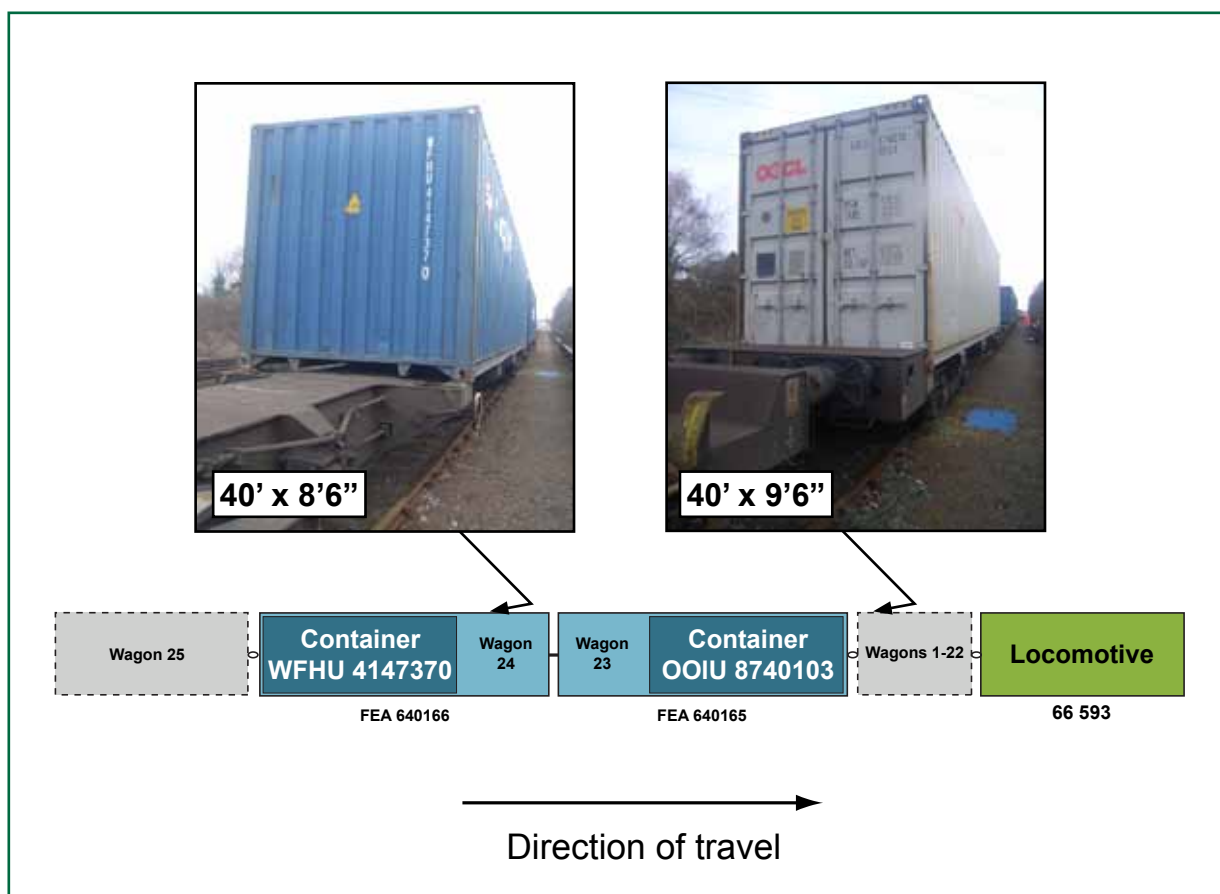 WFHU4147370
OOCL
40’ x 8’6”
40’ x 9’6”
Wagon 25
Container
WFHU 4147370
Wagon
24
Wagon
23
Container
OOIU 8740103
Wagons 1-22
Locomotive
FEA 640166
FEA 640165
66 593
Direction of travel